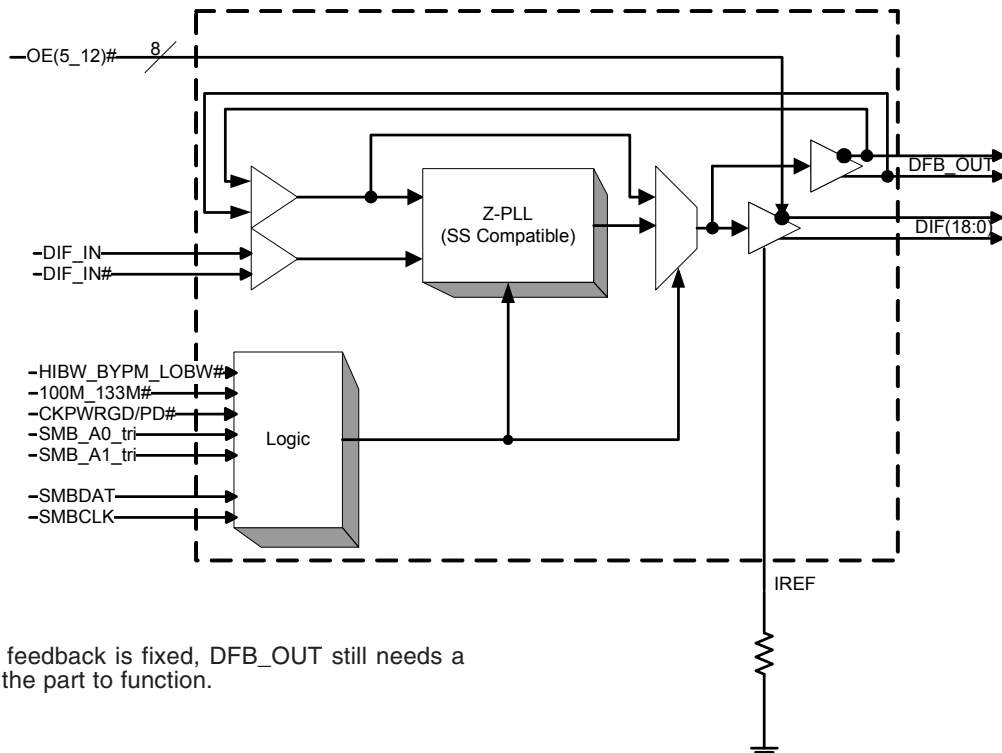 OE(5_12)#
8
DFB_OUT
Z-PLL
(SS Compatible)
DIF(18:0)
DIF_IN
DIF_IN#
HIBW_BYPM_LOBW#
100M_133M#
CKPWRGD/PD#
SMB_A0_tri
SMB_A1_tri
Logic
SMBDAT
SMBCLK
IREF
feedback is fixed, DFB_OUT still needs a
the part to function.